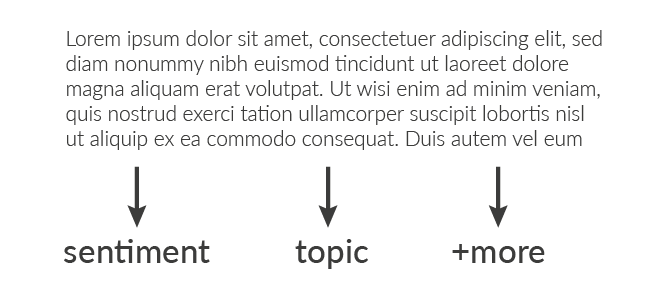 Lorem ipsum dolor sit amet, consectetuer adipiscing elit, sed
diam nonummy nibh euismod tincidunt ut laoreet dolore
magna aliquam erat volutpat. Ut wisi enim ad minim veniam,
quis nostrud exerci tation ullamcorper suscipit lobortis nisl
ut aliquip ex ea commodo consequat. Duis autem vel eum
sentiment topic +more